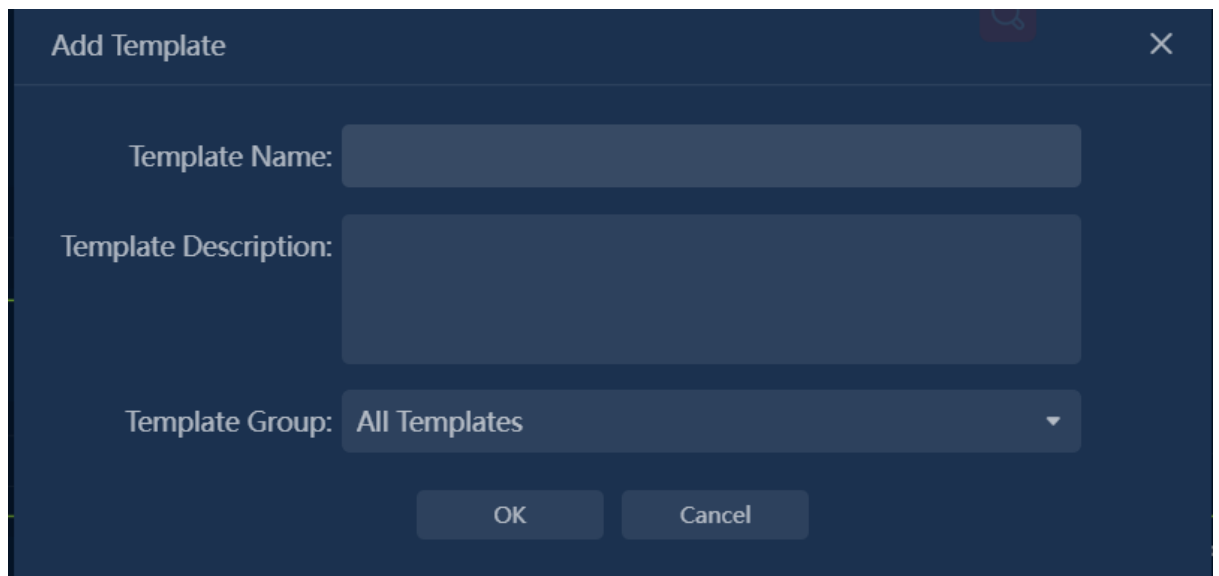 Add Template
Template Name:
Template Description:
Template Group: All Templates
OK Cancel